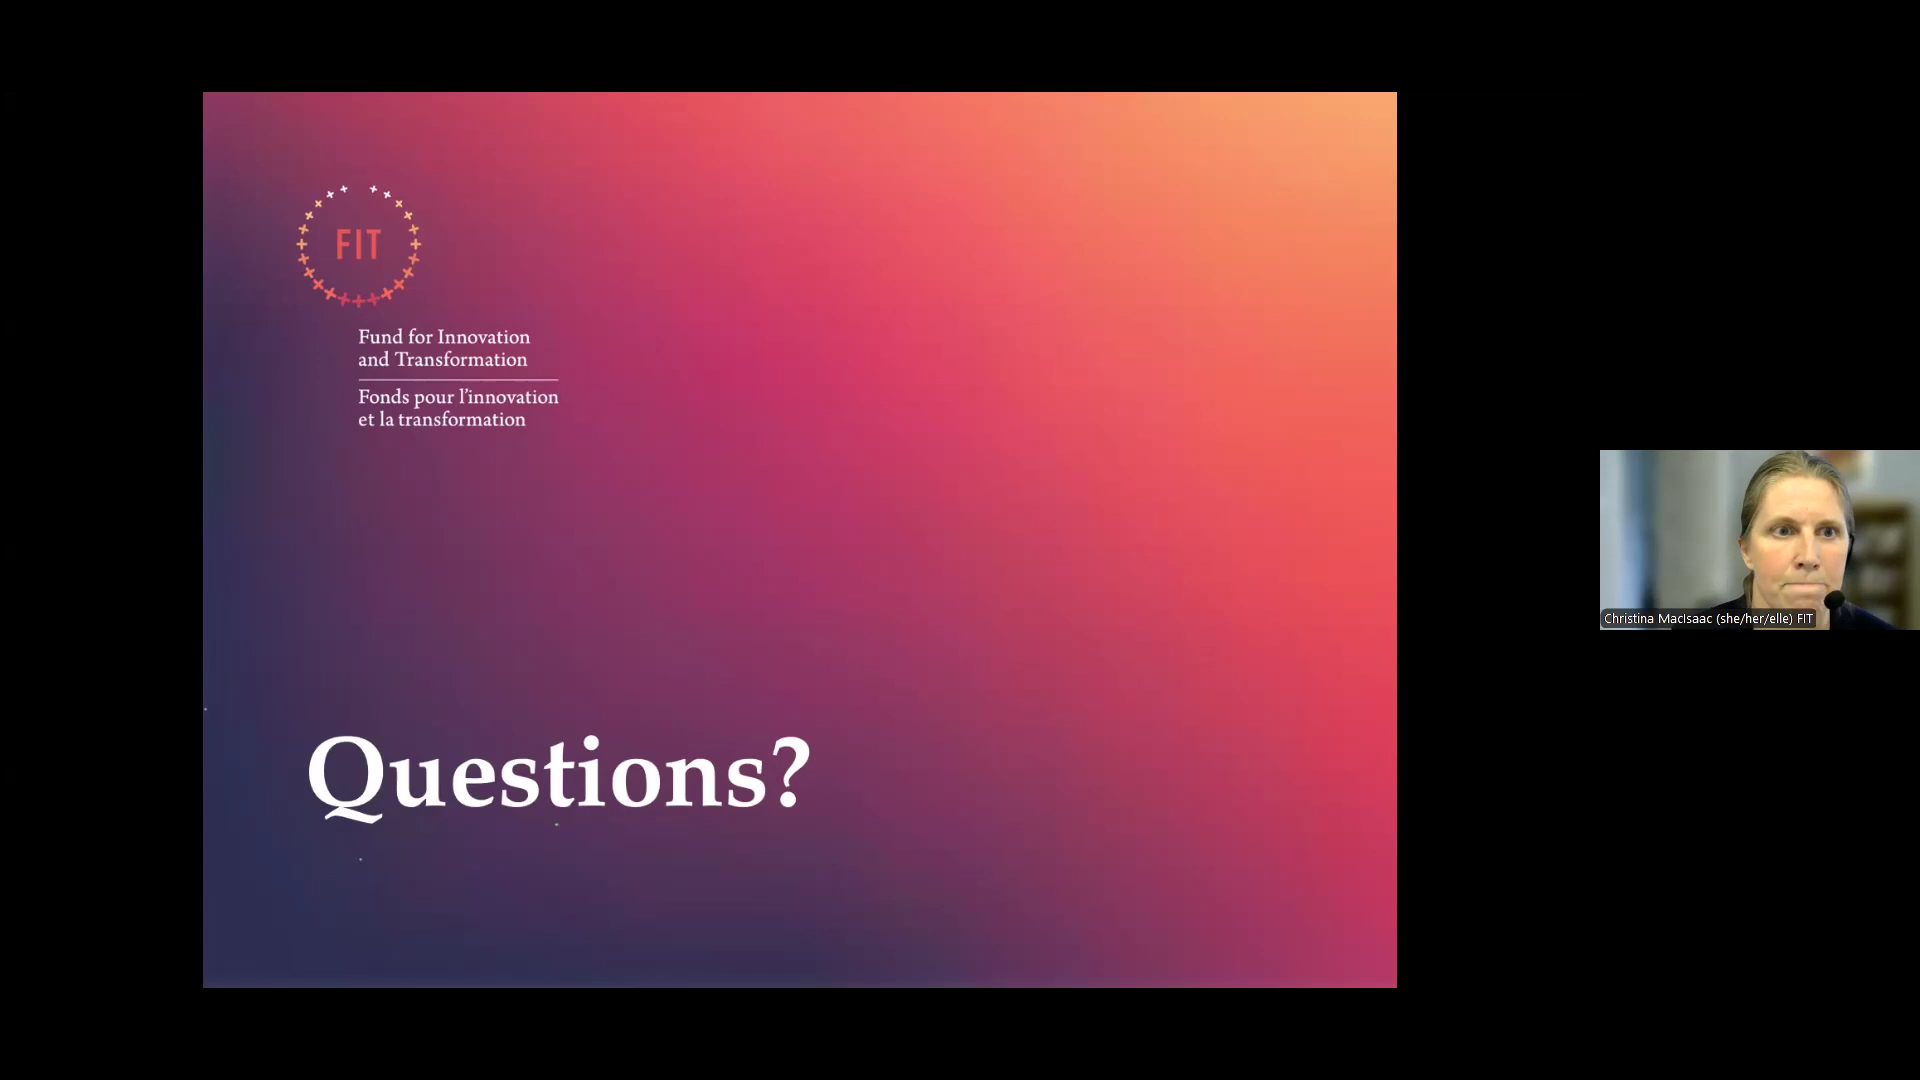 FIT
Fund for Innovation
and Transformation
Fonds pour l'innovation
et la transformation
Questions?
Christina MacIsaac (she/her/elle) FIT